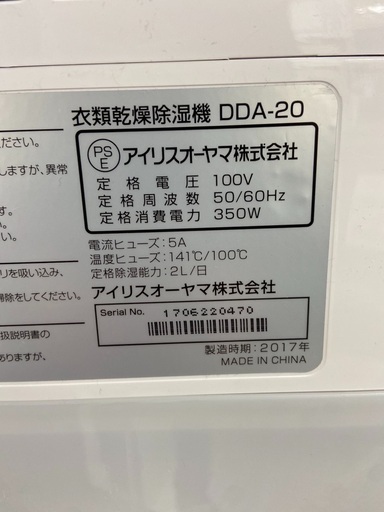 衣類乾燥除湿機 DDA-20
ださい。
しますが、異常
す。
い。
リを吸い込み、
掃除をしてください。
扱説明書の
ありますが、
PS
E アイリスオーヤマ株式会社
定格電圧 100V
定格周波数 50/60Hz
定格消費電力 350W
電流ヒューズ:5A
温度ヒューズ:141℃/100℃
定格除湿能力:2L/日
アイリスオーヤマ株式会社
Serial No. 1706220470
製造時期:2017年
MADE IN CHINA